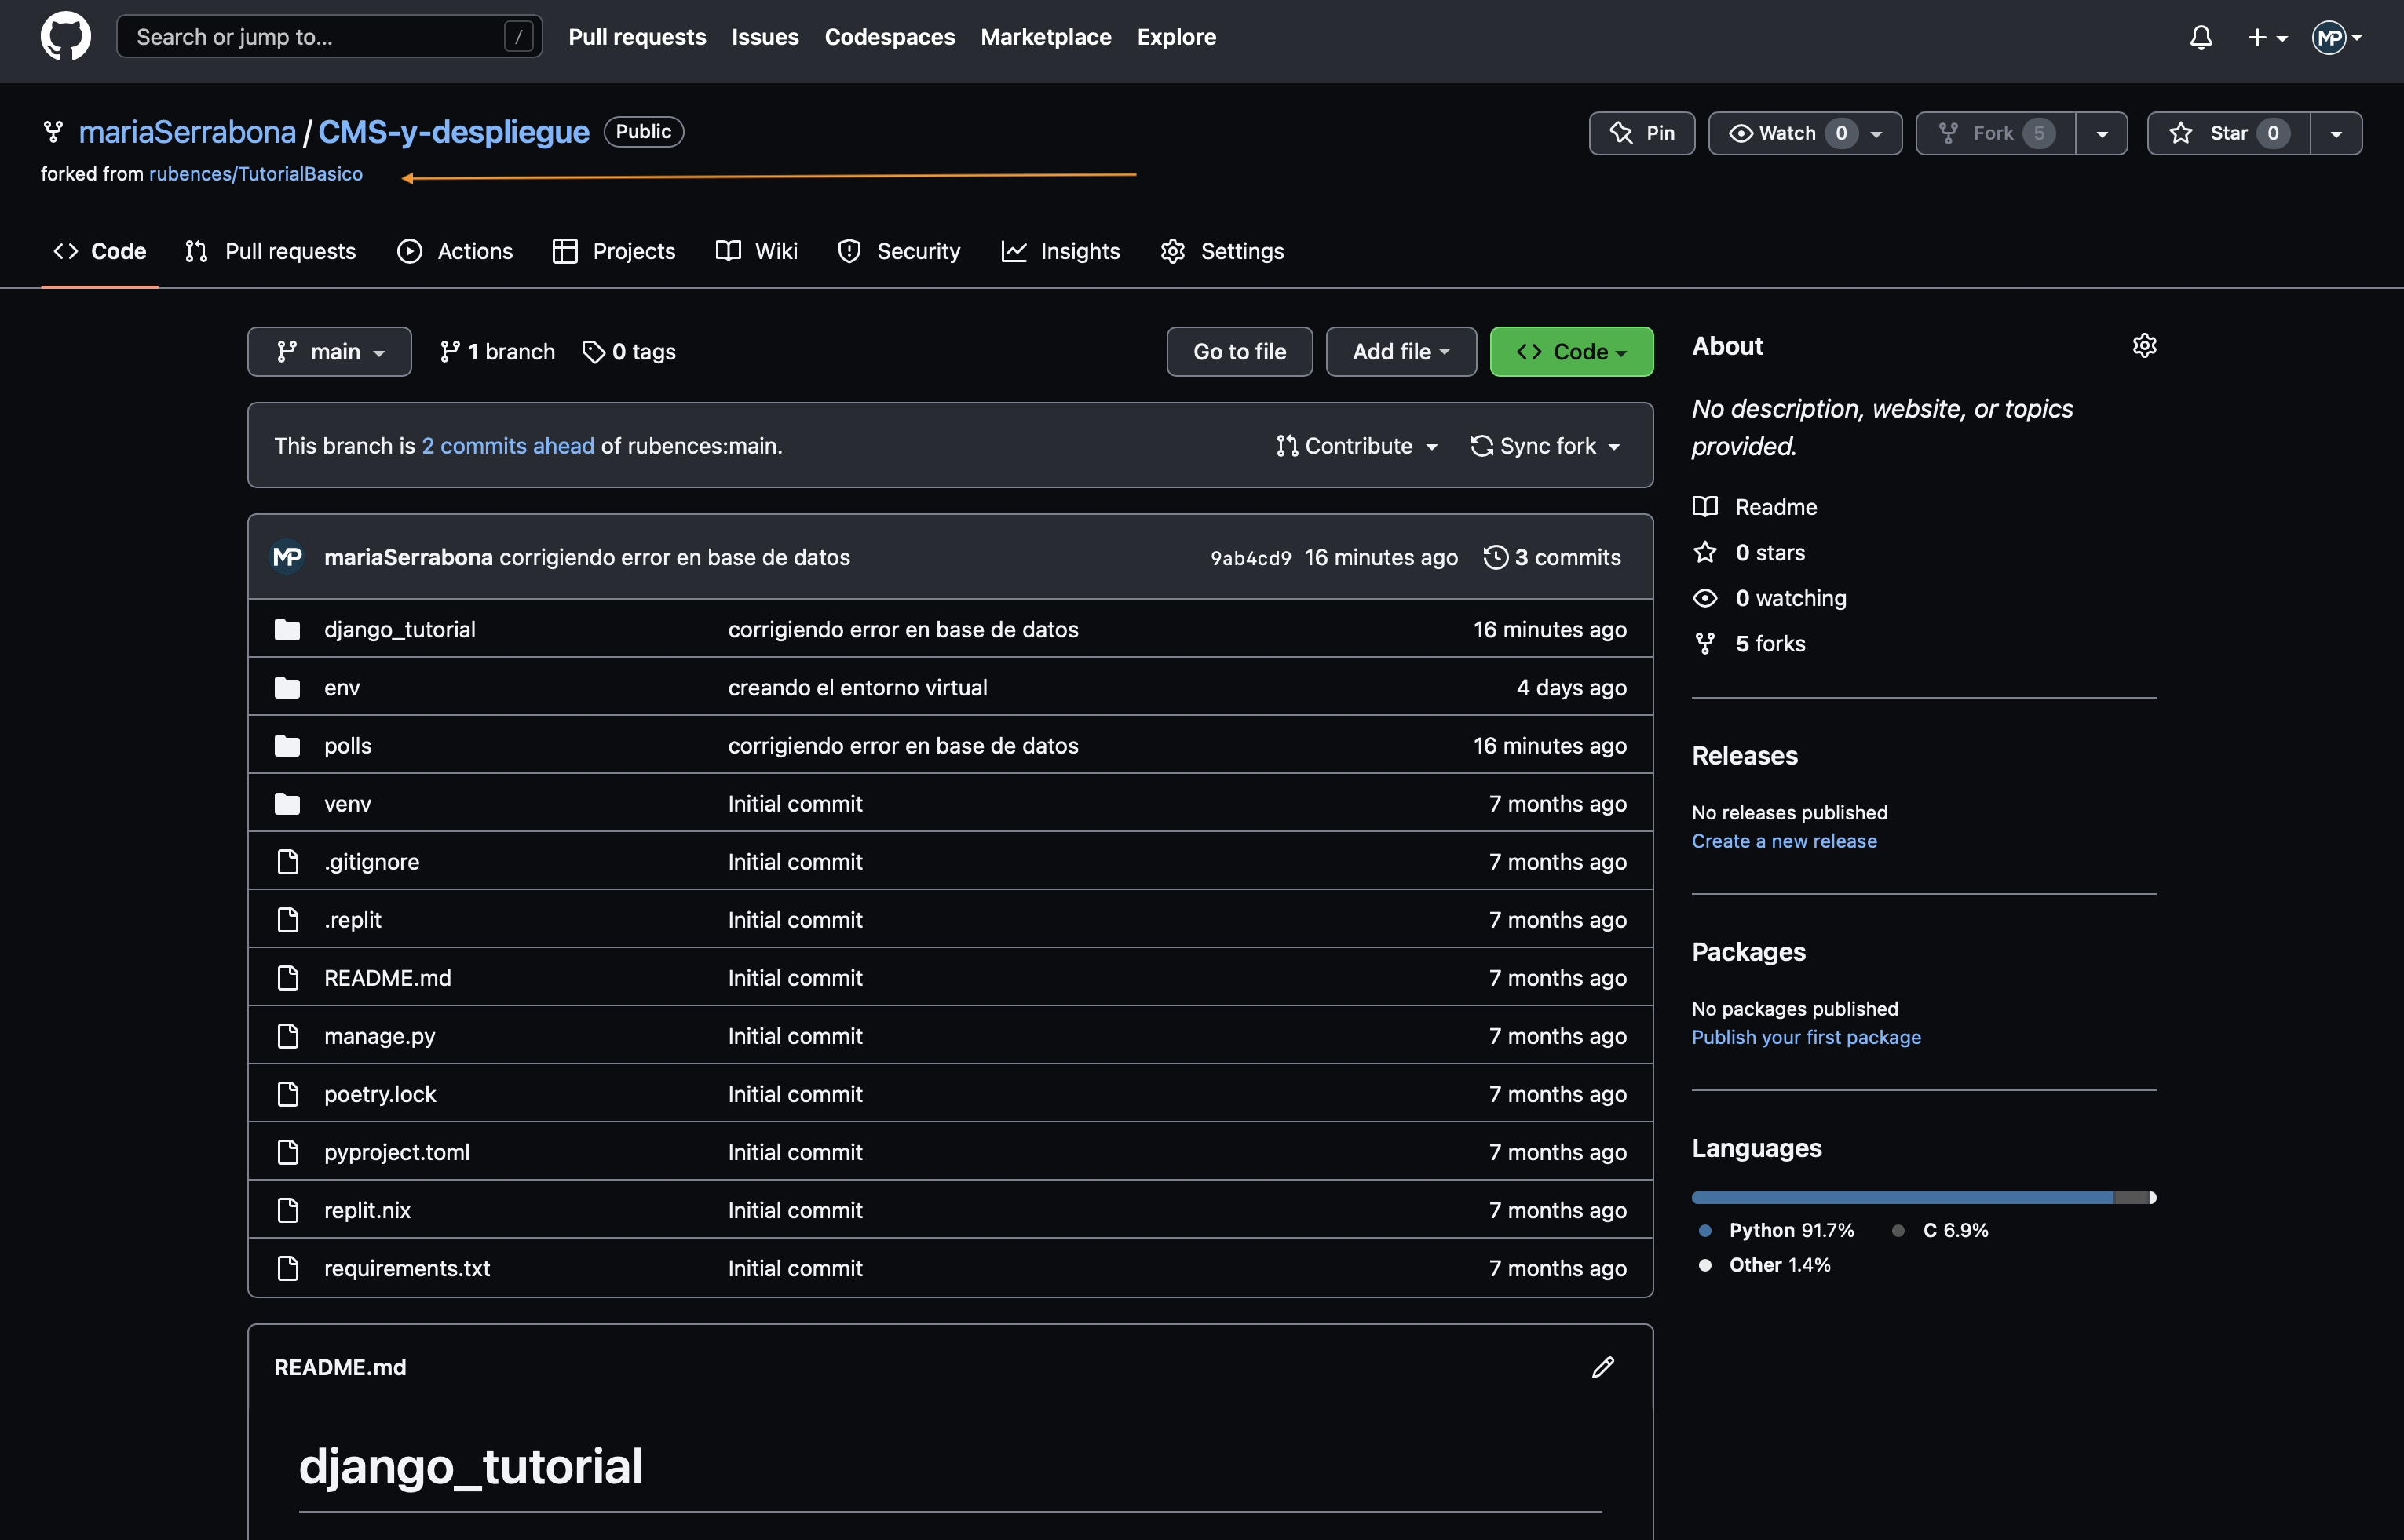 Search or jump to... /
Pull requests Issues Codespaces Marketplace Explore
MP
mariaSerrabona / CMS-y-despliegue Public
Pin Watch 0 Fork 5 Star 0
forked from rubences/TutorialBasico
Code Pull requests Actions Projects Wiki Security Insights Settings
main 1 branch 0 tags Go to file Add file Code
This branch is 2 commits ahead of rubences:main. Contribute Sync fork
MP mariaSerrabona corrigiendo error en base de datos 9ab4cd9 16 minutes ago 3 commits
django_tutorial corrigiendo error en base de datos 16 minutes ago
env creando el entorno virtual 4 days ago
polls corrigiendo error en base de datos 16 minutes ago
venv Initial commit 7 months ago
.gitignore Initial commit 7 months ago
.replit Initial commit 7 months ago
README.md Initial commit 7 months ago
manage.py Initial commit 7 months ago
poetry.lock Initial commit 7 months ago
pyproject.toml Initial commit 7 months ago
replit.nix Initial commit 7 months ago
requirements.txt Initial commit 7 months ago
README.md
django_tutorial
About
No description, website, or topics
provided.
Readme
0 stars
0 watching
5 forks
Releases
No releases published
Create a new release
Packages
No packages published
Publish your first package
Languages
Python 91.7% C 6.9%
Other 1.4%